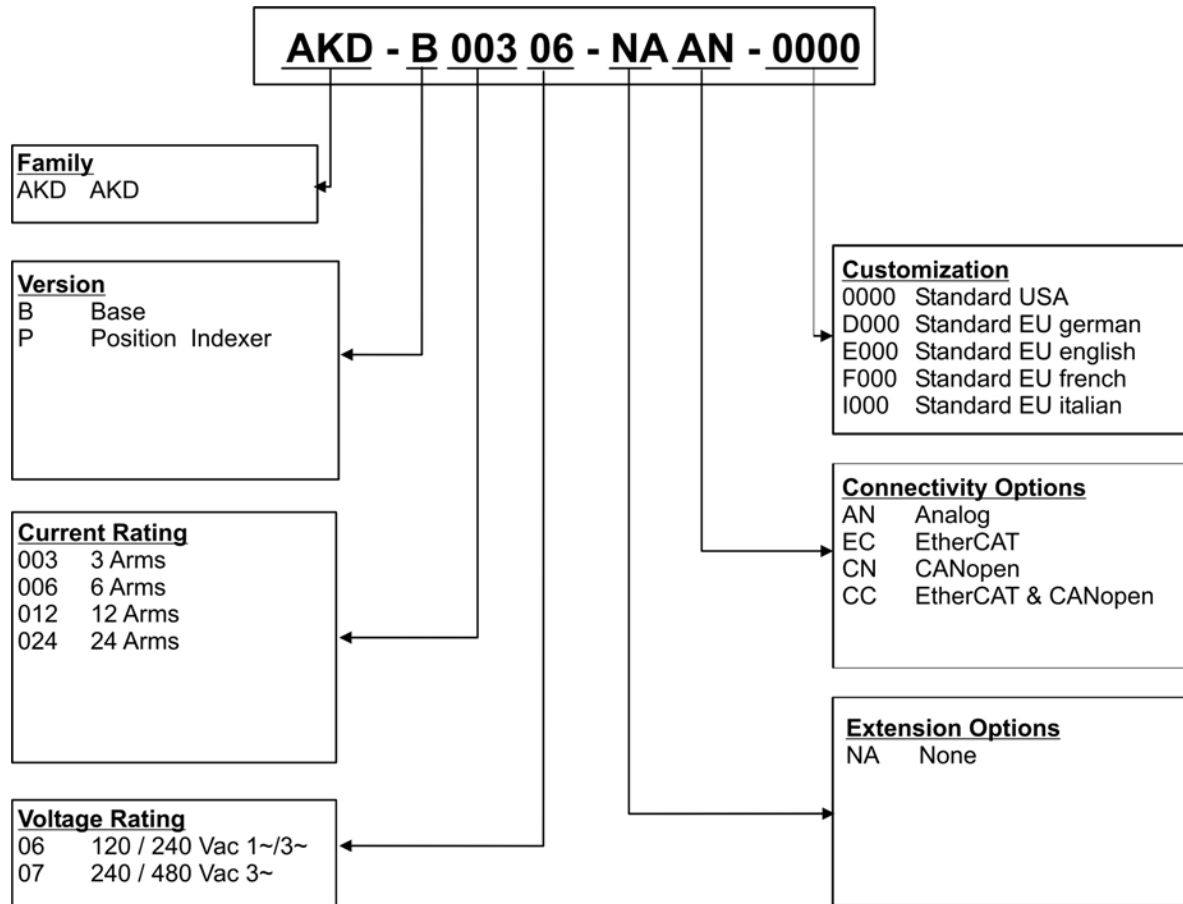 AKD - B 003 06 - NA AN - 0000
Family
AKD AKD
Version
B Base
P Position Indexer
Current Rating
003 3 Arms
006 6 Arms
012 12 Arms
024 24 Arms
Voltage Rating
06 120 / 240 Vac 1~/3~
07 240 / 480 Vac 3~
Customization
0000 Standard USA
D000 Standard EU german
E000 Standard EU english
F000 Standard EU french
I000 Standard EU italian
Connectivity Options
AN Analog
EC EtherCAT
CN CANopen
CC EtherCAT & CANopen
Extension Options
NA None